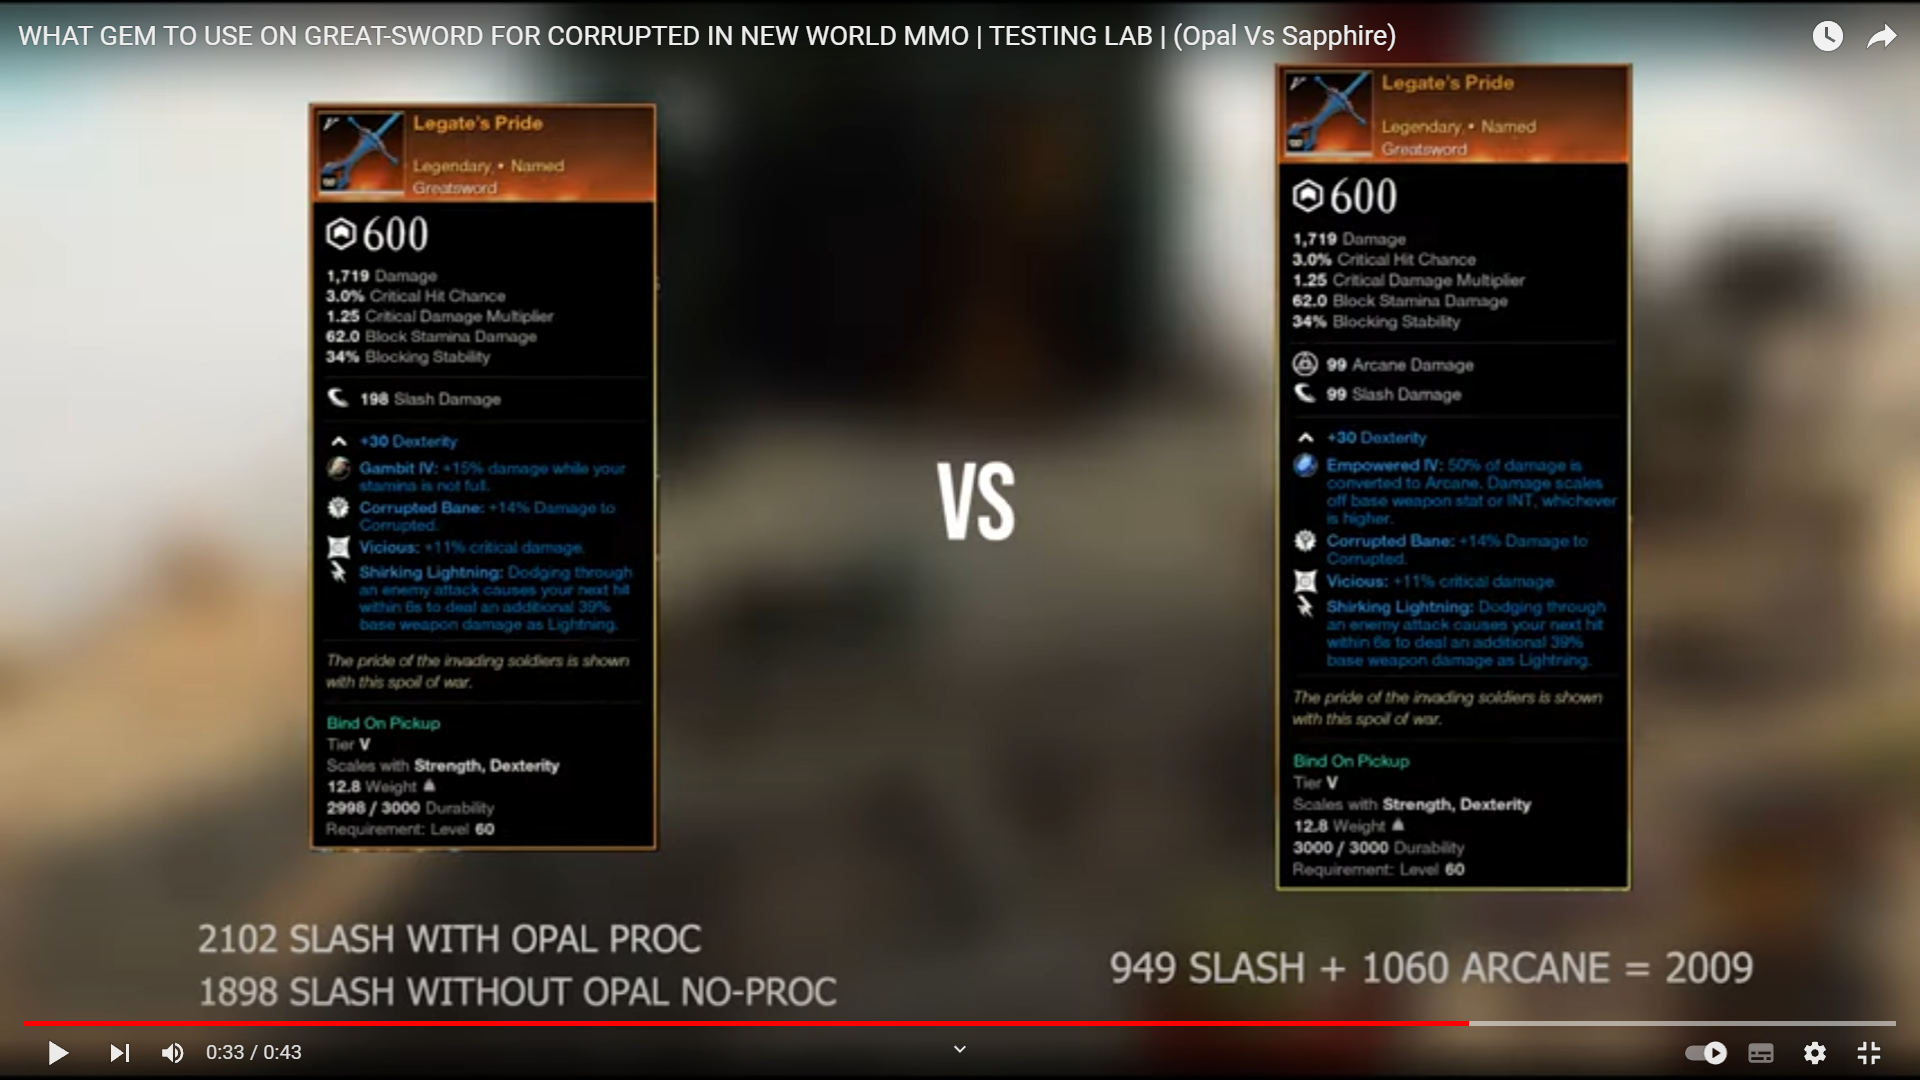 WHAT GEM TO USE ON GREAT-SWORD FOR CORRUPTED IN NEW WORLD MMO | TESTING LAB | (Opal Vs Sapphire)
Legate's Pride
Legendary • Named
Greatsword
600
1,719 Damage
3.0% Critical Hit Chance
1.25 Critical Damage Multiplier
62.0 Block Stamina Damage
34% Blocking Stability
198 Slash Damage
+30 Dexterity
Gambit IV: +15% damage while your
stamina is not full.
Corrupted Bane: +14% Damage to
Corrupted.
Vicious: +11% critical damage.
Shirking Lightning: Dodging through
an enemy attack causes your next hit
within 6s to deal an additional 39%
base weapon damage as Lightning.
The pride of the invading soldiers is shown
with this spoil of war.
Bind On Pickup
Tier V
Scales with Strength, Dexterity
12.8 Weight
2998 / 3000 Durability
Requirement: Level 60
2102 SLASH WITH OPAL PROC
1898 SLASH WITHOUT OPAL NO-PROC
VS
Legate's Pride
Legendary • Named
Greatsword
600
1,719 Damage
3.0% Critical Hit Chance
1.25 Critical Damage Multiplier
62.0 Block Stamina Damage
34% Blocking Stability
99 Arcane Damage
99 Slash Damage
+30 Dexterity
Empowered IV: 50% of damage is
converted to Arcane. Damage scales
off base weapon stat or INT, whichever
is higher.
Corrupted Bane: +14% Damage to
Corrupted.
Vicious: +11% critical damage.
Shirking Lightning: Dodging through
an enemy attack causes your next hit
within 6s to deal an additional 39%
base weapon damage as Lightning.
The pride of the invading soldiers is shown
with this spoil of war.
Bind On Pickup
Tier V
Scales with Strength, Dexterity
12.8 Weight
3000 / 3000 Durability
Requirement: Level 60
949 SLASH + 1060 ARCANE = 2009
0:33 / 0:43